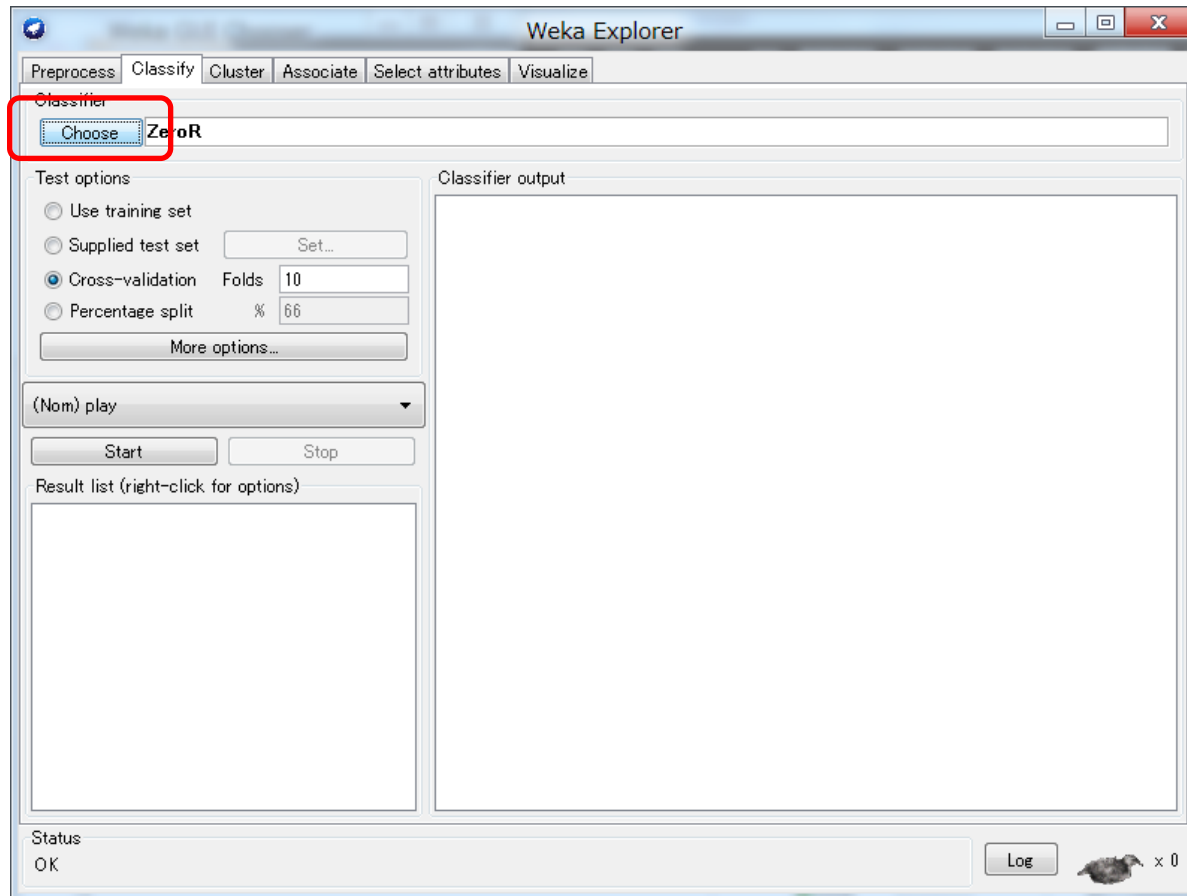 Weka Explorer
Preprocess Classify Cluster Associate Select attributes Visualize
Classifier
Choose ZeroR
Test options
Use training set
Supplied test set Set...
Cross-validation Folds 10
Percentage split % 66
More options...
(Nom) play
Start Stop
Result list (right-click for options)
Classifier output
Status
OK
Log
x 0